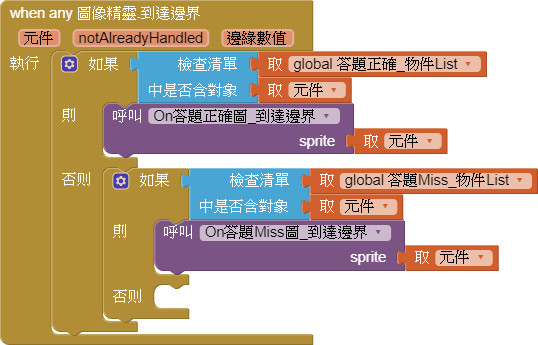 when any 圖像精靈.到達邊界
元件 notAlreadyHandled 邊緣數值
執行 如果 檢查清單 取 global 答題正確_物件List
中是否含對象 取 元件
則 呼叫 On答題正確圖_到達邊界
sprite 取 元件
否則 如果 檢查清單 取 global 答題Miss_物件List
中是否含對象 取 元件
則 呼叫 On答題Miss圖_到達邊界
sprite 取 元件
否則